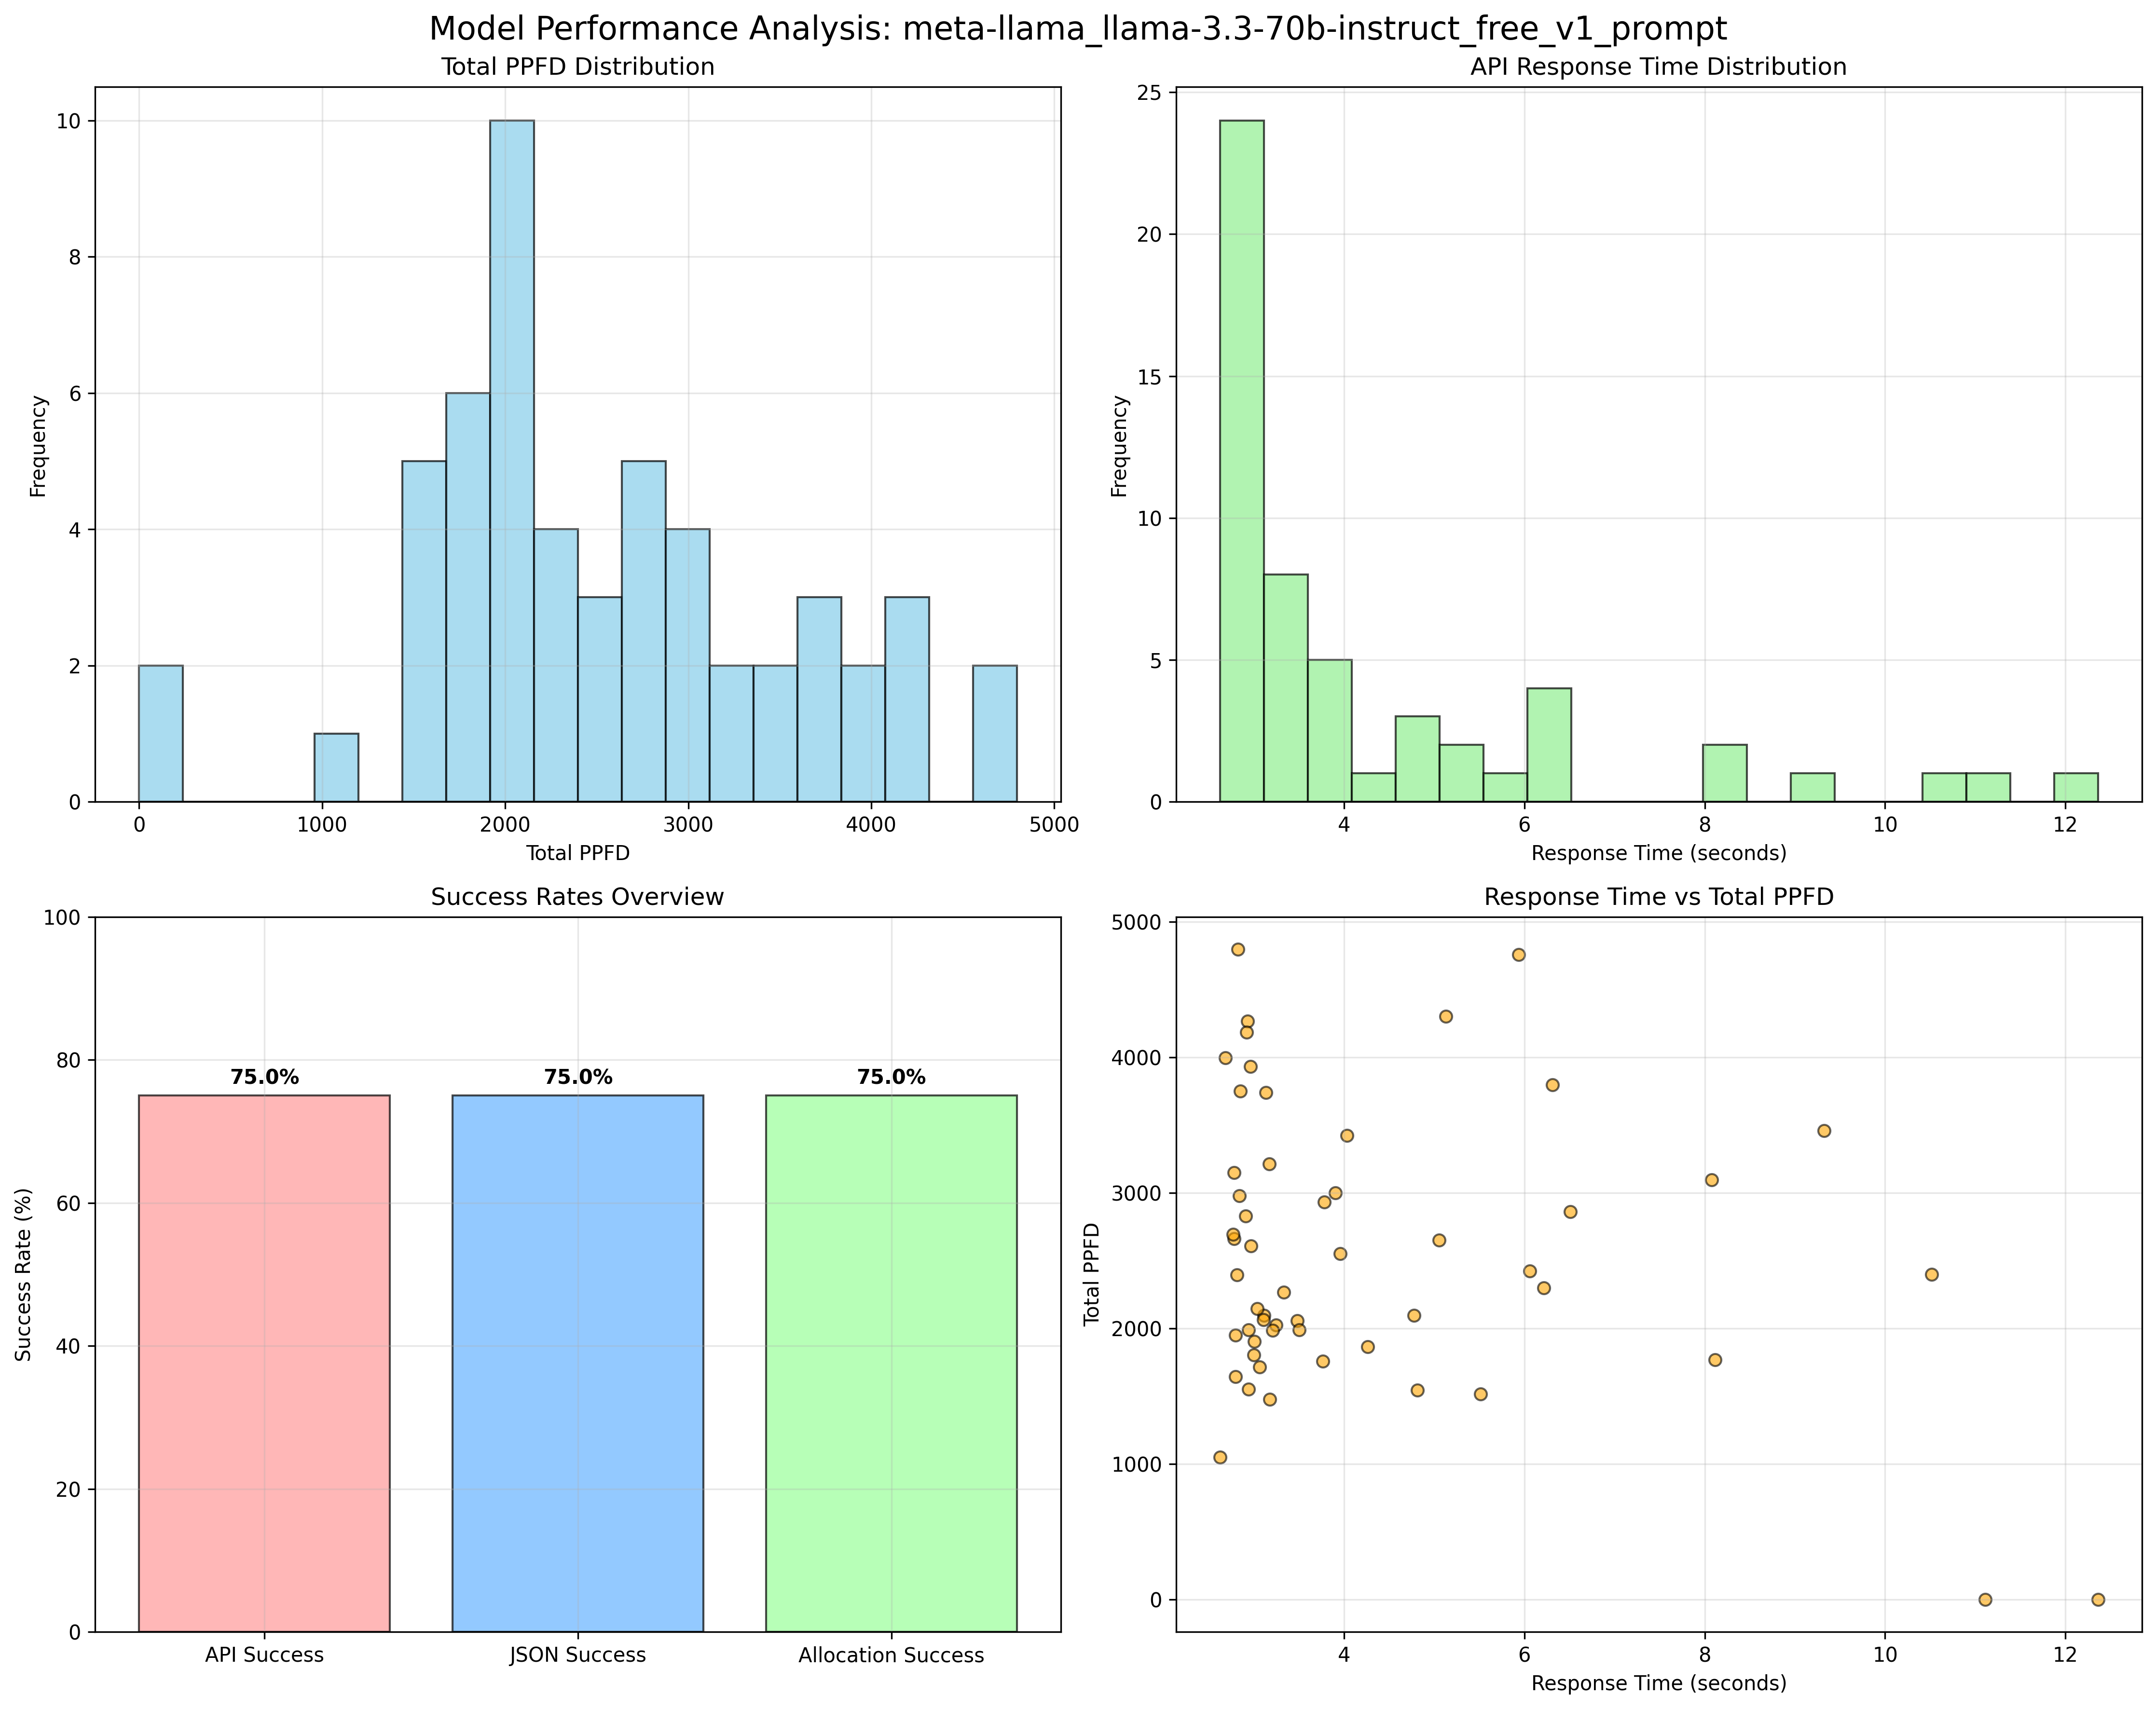 Model Performance Analysis: meta-llama_llama-3.3-70b-instruct_free_v1_prompt
Total PPFD Distribution
Frequency
10
8
6
4
2
0
0 1000 2000 3000 4000 5000
Total PPFD
API Response Time Distribution
Frequency
25
20
15
10
5
0
4 6 8 10 12
Response Time (seconds)
Success Rates Overview
Success Rate (%)
100
80
60
40
20
0
75.0% 75.0% 75.0%
API Success JSON Success Allocation Success
Response Time vs Total PPFD
Total PPFD
5000
4000
3000
2000
1000
0
4 6 8 10 12
Response Time (seconds)